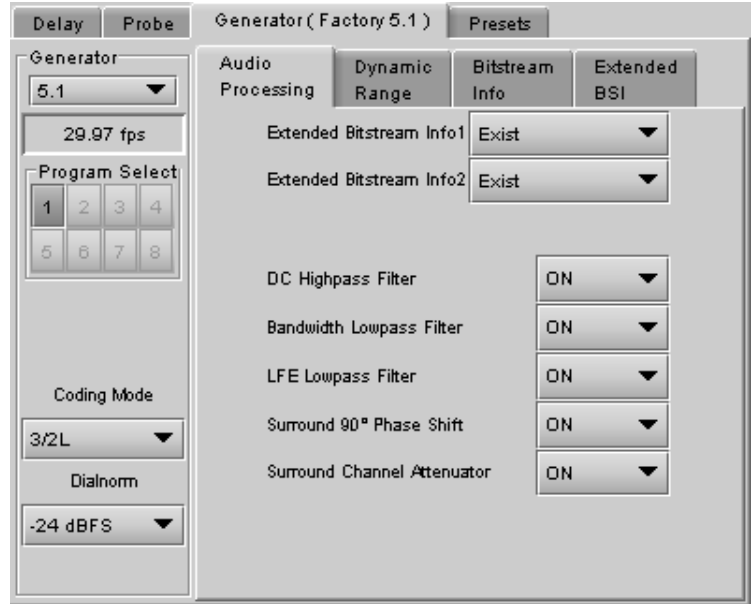 Delay Probe Generator ( Factory 5.1 ) Presets
Generator
5.1
29.97 fps
Program Select
1 2 3 4
5 6 7 8
Coding Mode
3/2L
Dialnorm
-24 dBFS
Audio Processing Dynamic Range Bitstream Info Extended BSI
Extended Bitstream Info1 Exist
Extended Bitstream Info2 Exist
DC Highpass Filter ON
Bandwidth Lowpass Filter ON
LFE Lowpass Filter ON
Surround 90° Phase Shift ON
Surround Channel Attenuator ON